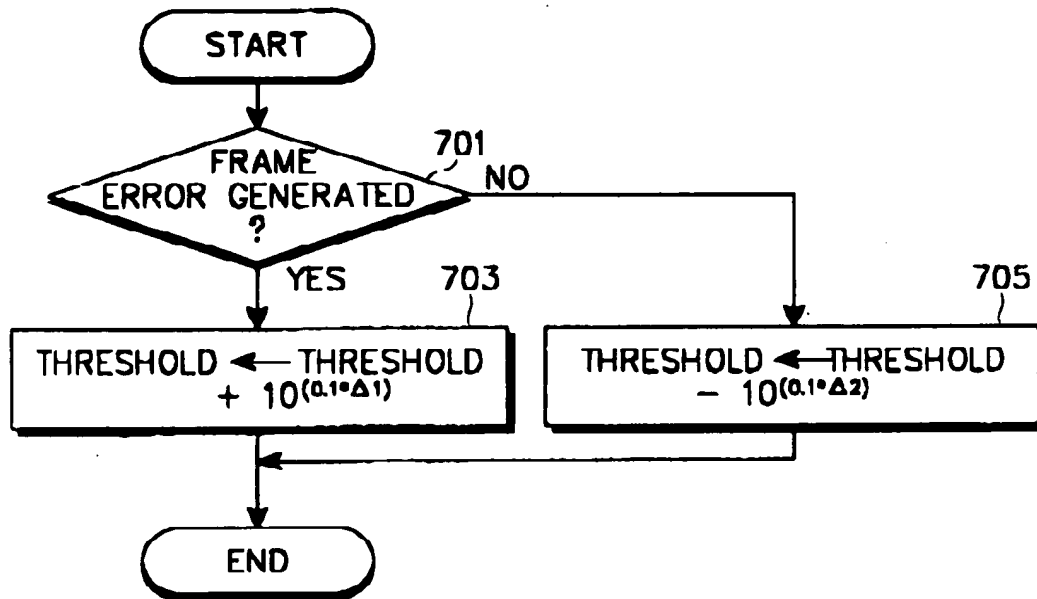 START
701
FRAME
ERROR GENERATED
?
NO
YES
703
705
THRESHOLD ← THRESHOLD
+ 10(0.1*Δ1)
THRESHOLD ← THRESHOLD
- 10(0.1*Δ2)
END